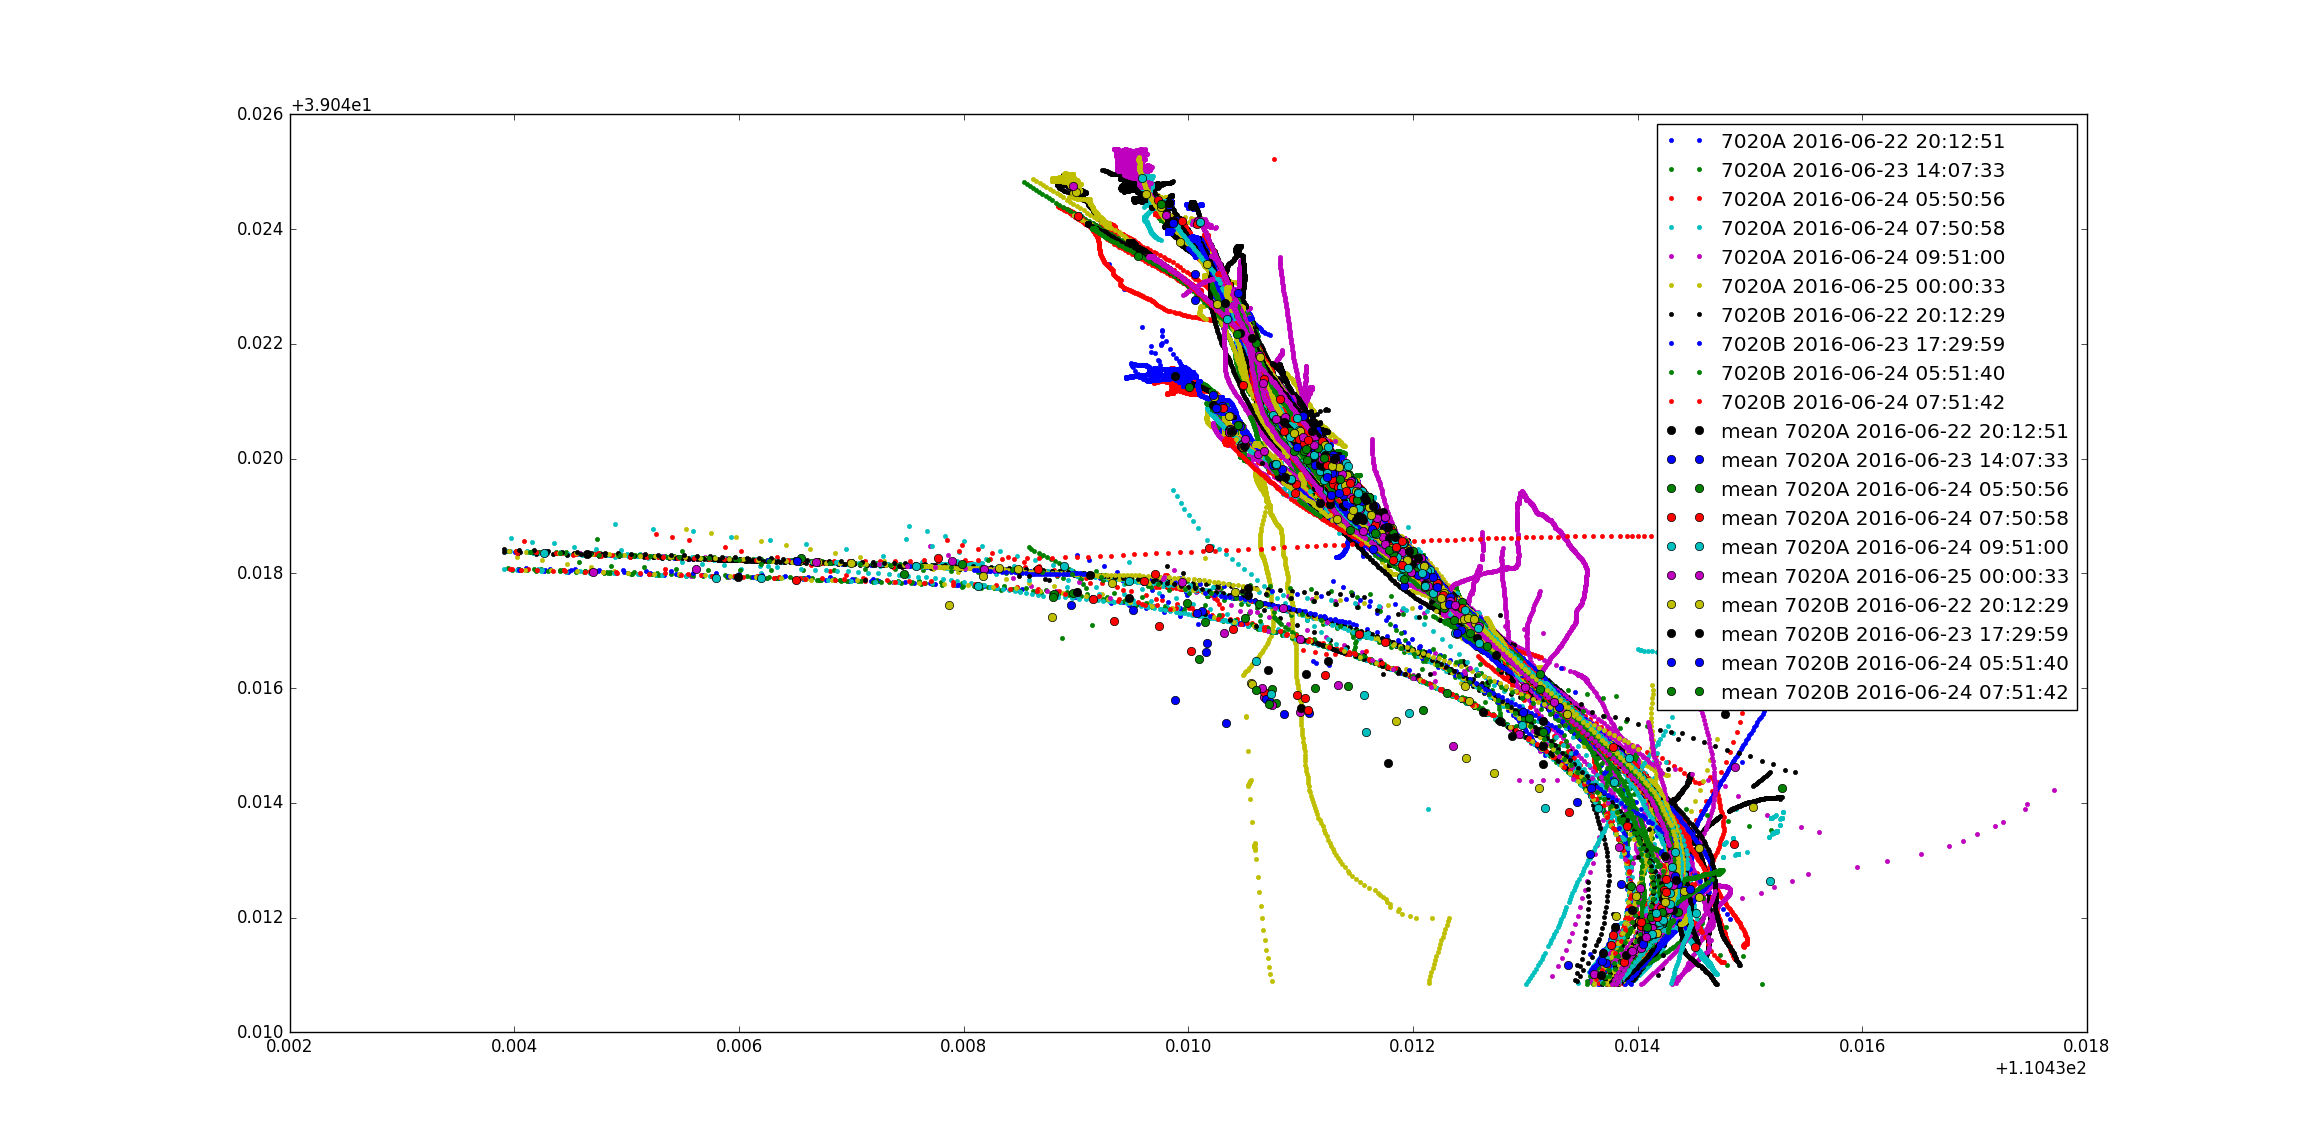 +3.904e1
0.026
0.024
0.022
0.020
0.018
0.016
0.014
0.012
0.010
0.002
0.004
0.006
0.008
0.010
0.012
0.014
0.016
0.018
+1.1043e2
7020A 2016-06-22 20:12:51
7020A 2016-06-23 14:07:33
7020A 2016-06-24 05:50:56
7020A 2016-06-24 07:50:58
7020A 2016-06-24 09:51:00
7020A 2016-06-25 00:00:33
7020B 2016-06-22 20:12:29
7020B 2016-06-23 17:29:59
7020B 2016-06-24 05:51:40
7020B 2016-06-24 07:51:42
mean 7020A 2016-06-22 20:12:51
mean 7020A 2016-06-23 14:07:33
mean 7020A 2016-06-24 05:50:56
mean 7020A 2016-06-24 07:50:58
mean 7020A 2016-06-24 09:51:00
mean 7020A 2016-06-25 00:00:33
mean 7020B 2016-06-22 20:12:29
mean 7020B 2016-06-23 17:29:59
mean 7020B 2016-06-24 05:51:40
mean 7020B 2016-06-24 07:51:42